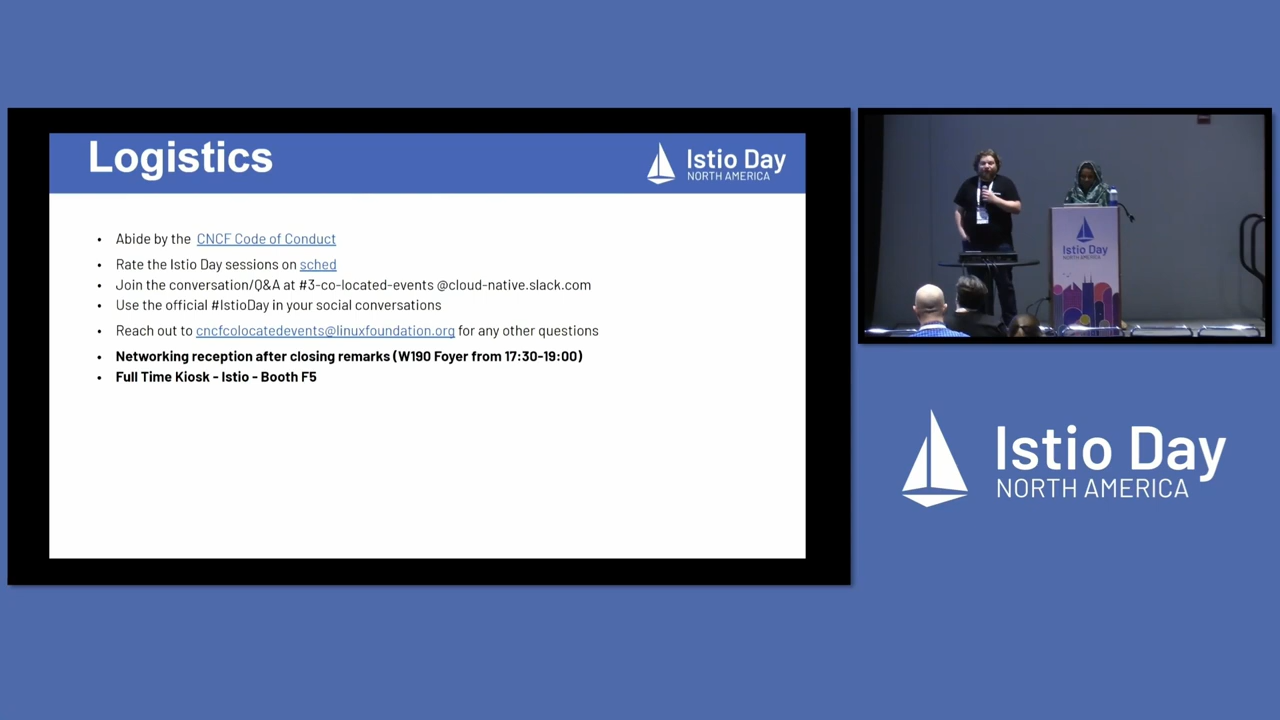 Logistics
Istio Day
NORTH AMERICA
• Abide by the CNCF Code of Conduct
• Rate the Istio Day sessions on sched
• Join the conversation/Q&A at #3-co-located-events @cloud-native.slack.com
• Use the official #IstioDay in your social conversations
• Reach out to cncfcolocatedevents@linuxfoundation.org for any other questions
• Networking reception after closing remarks (W190 Foyer from 17:30-19:00)
• Full Time Kiosk - Istio - Booth F5
Istio Day
NORTH AMERICA
Istio Day
NORTH AMERICA